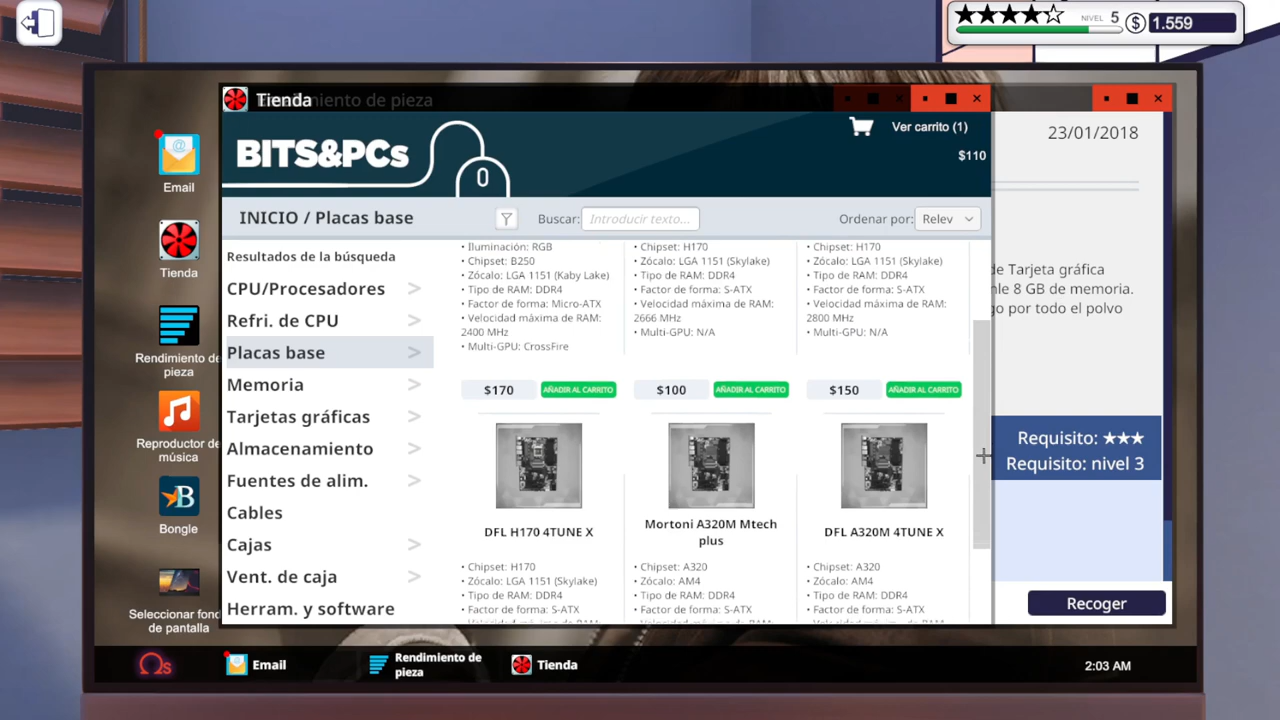 NIVEL 5
$ 1.559
Tienda
Rendimiento de pieza
BITS&PCs
Ver carrito (1)
$110
23/01/2018
INICIO / Placas base
Buscar: Introducir texto...
Ordenar por: Relev
Resultados de la búsqueda
CPU/Procesadores >
Refri. de CPU >
Placas base >
Memoria >
Tarjetas gráficas >
Almacenamiento >
Fuentes de alim. >
Cables
Cajas >
Vent. de caja >
Herram. y software
• Iluminación: RGB
• Chipset: B250
• Zócalo: LGA 1151 (Kaby Lake)
• Tipo de RAM: DDR4
• Factor de forma: Micro-ATX
• Velocidad máxima de RAM:
2400 MHz
• Multi-GPU: CrossFire
$170 AÑADIR AL CARRITO
• Chipset: H170
• Zócalo: LGA 1151 (Skylake)
• Tipo de RAM: DDR4
• Factor de forma: S-ATX
• Velocidad máxima de RAM:
2666 MHz
• Multi-GPU: N/A
$100 AÑADIR AL CARRITO
• Chipset: H170
• Zócalo: LGA 1151 (Skylake)
• Tipo de RAM: DDR4
• Factor de forma: S-ATX
• Velocidad máxima de RAM:
2800 MHz
• Multi-GPU: N/A
$150 AÑADIR AL CARRITO
DFL H170 4TUNE X
• Chipset: H170
• Zócalo: LGA 1151 (Skylake)
• Tipo de RAM: DDR4
• Factor de forma: S-ATX
Mortoni A320M Mtech
plus
• Chipset: A320
• Zócalo: AM4
• Tipo de RAM: DDR4
• Factor de forma: S-ATX
DFL A320M 4TUNE X
• Chipset: A320
• Zócalo: AM4
• Tipo de RAM: DDR4
• Factor de forma: S-ATX
de Tarjeta gráfica
nle 8 GB de memoria.
go por todo el polvo
Requisito: ★★★
Requisito: nivel 3
Recoger
Email
Tienda
Rendimiento de
pieza
Reproductor de
música
Bongle
Seleccionar fond
de pantalla
Ωs
Email
Rendimiento de
pieza
Tienda
2:03 AM